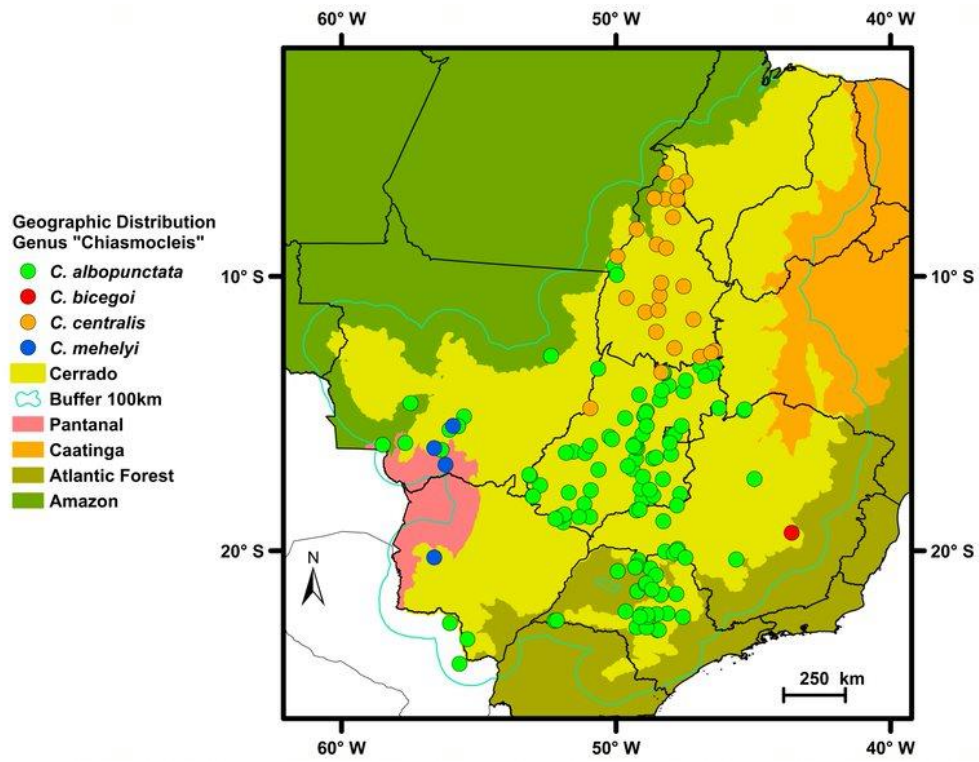 60° W 50° W 40° W
Geographic Distribution
Genus "Chiasmocleis"
C. albopunctata
C. bicegoi
C. centralis
C. mehelyi
Cerrado
Buffer 100km
Pantanal
Caatinga
Atlantic Forest
Amazon
10° S 10° S
20° S 20° S
N
250 km
60° W 50° W 40° W